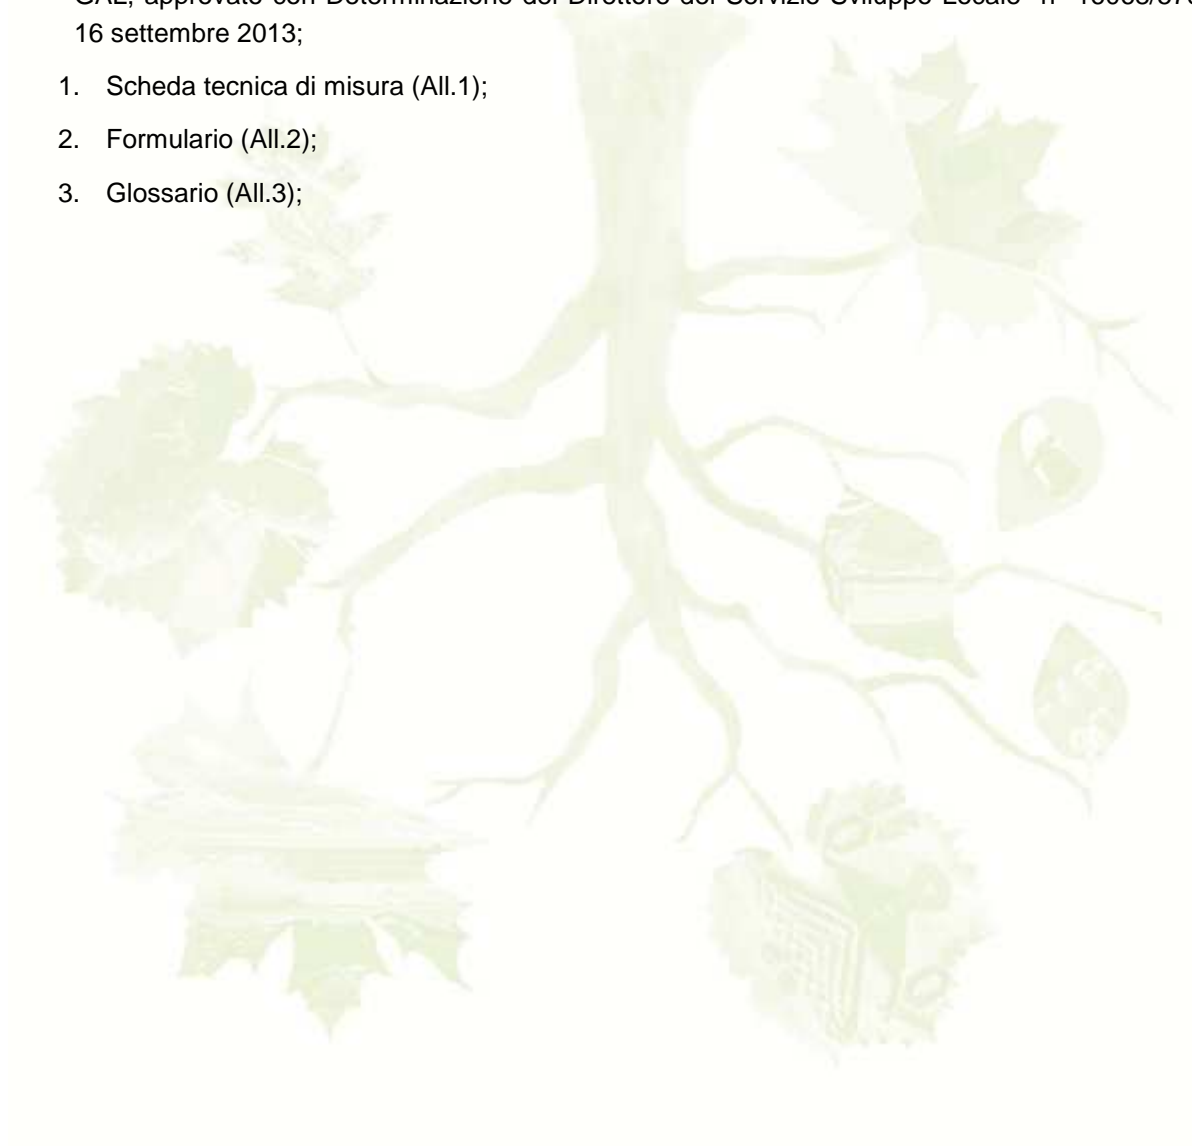 GAL, approvato con Determinazione del Direttore del Servizio Sviluppo Locale n°
16 settembre 2013;
1. Scheda tecnica di misura (All.1);
2. Formulario (All.2);
3. Glossario (All.3);